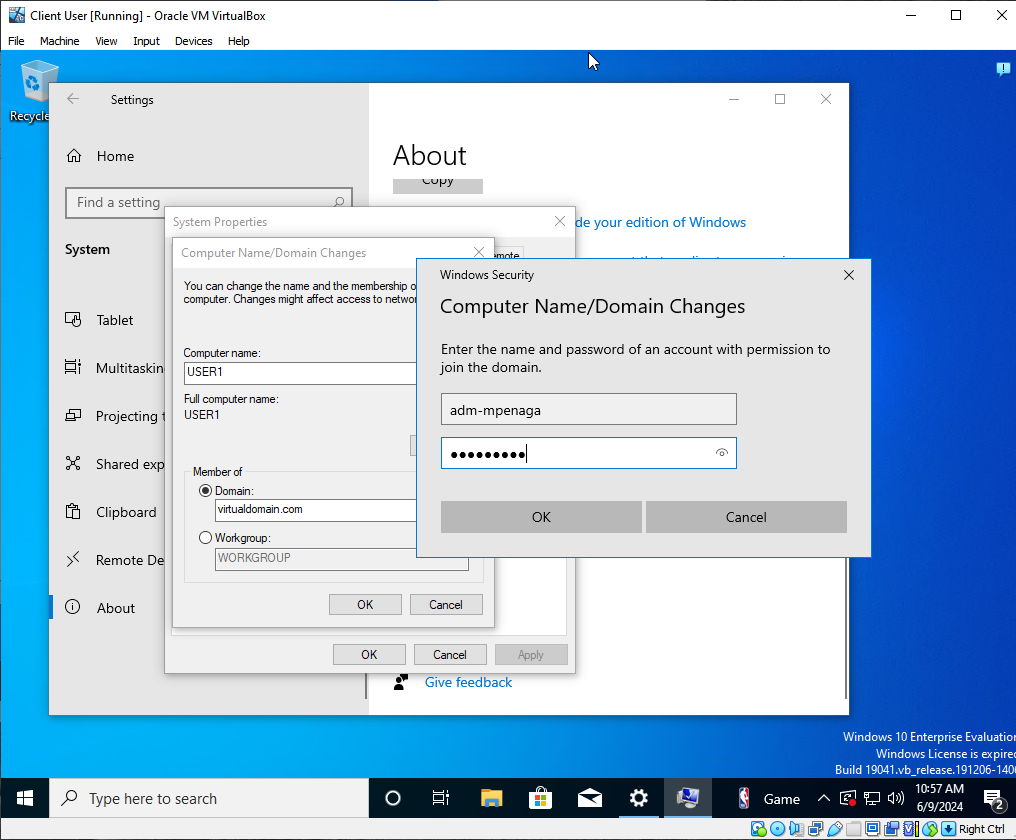 Client User [Running] - Oracle VM VirtualBox
File Machine View Input Devices Help
Recycle
Settings
Home
Find a setting
System
Tablet
Multitaskin
Projecting t
Shared exp
Clipboard
Remote De
About
About
Copy
de your edition of Windows
Give feedback
System Properties
emote
OK Cancel Apply
Computer Name/Domain Changes
You can change the name and the membership o
computer. Changes might affect access to networ
Computer name:
USER1
Full computer name:
USER1
Member of
Domain:
virtualdomain.com
Workgroup:
WORKGROUP
OK Cancel
Windows Security
Computer Name/Domain Changes
Enter the name and password of an account with permission to
join the domain.
adm-mpenaga
●●●●●●●●●
OK Cancel
Windows 10 Enterprise Evaluation
Windows License is expire
Build 19041.vb_release.191206-140
Type here to search
Game
10:57 AM
6/9/2024
2
Right Ctrl